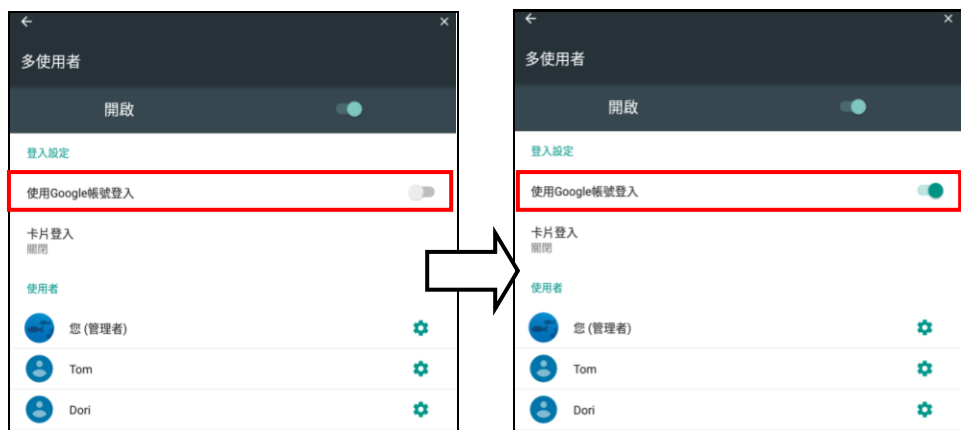 多使用者
開啟
登入設定
使用Google帳號登入
卡片登入
關閉
使用者
您 (管理者)
Tom
Dori
多使用者
開啟
登入設定
使用Google帳號登入
卡片登入
關閉
使用者
您 (管理者)
Tom
Dori